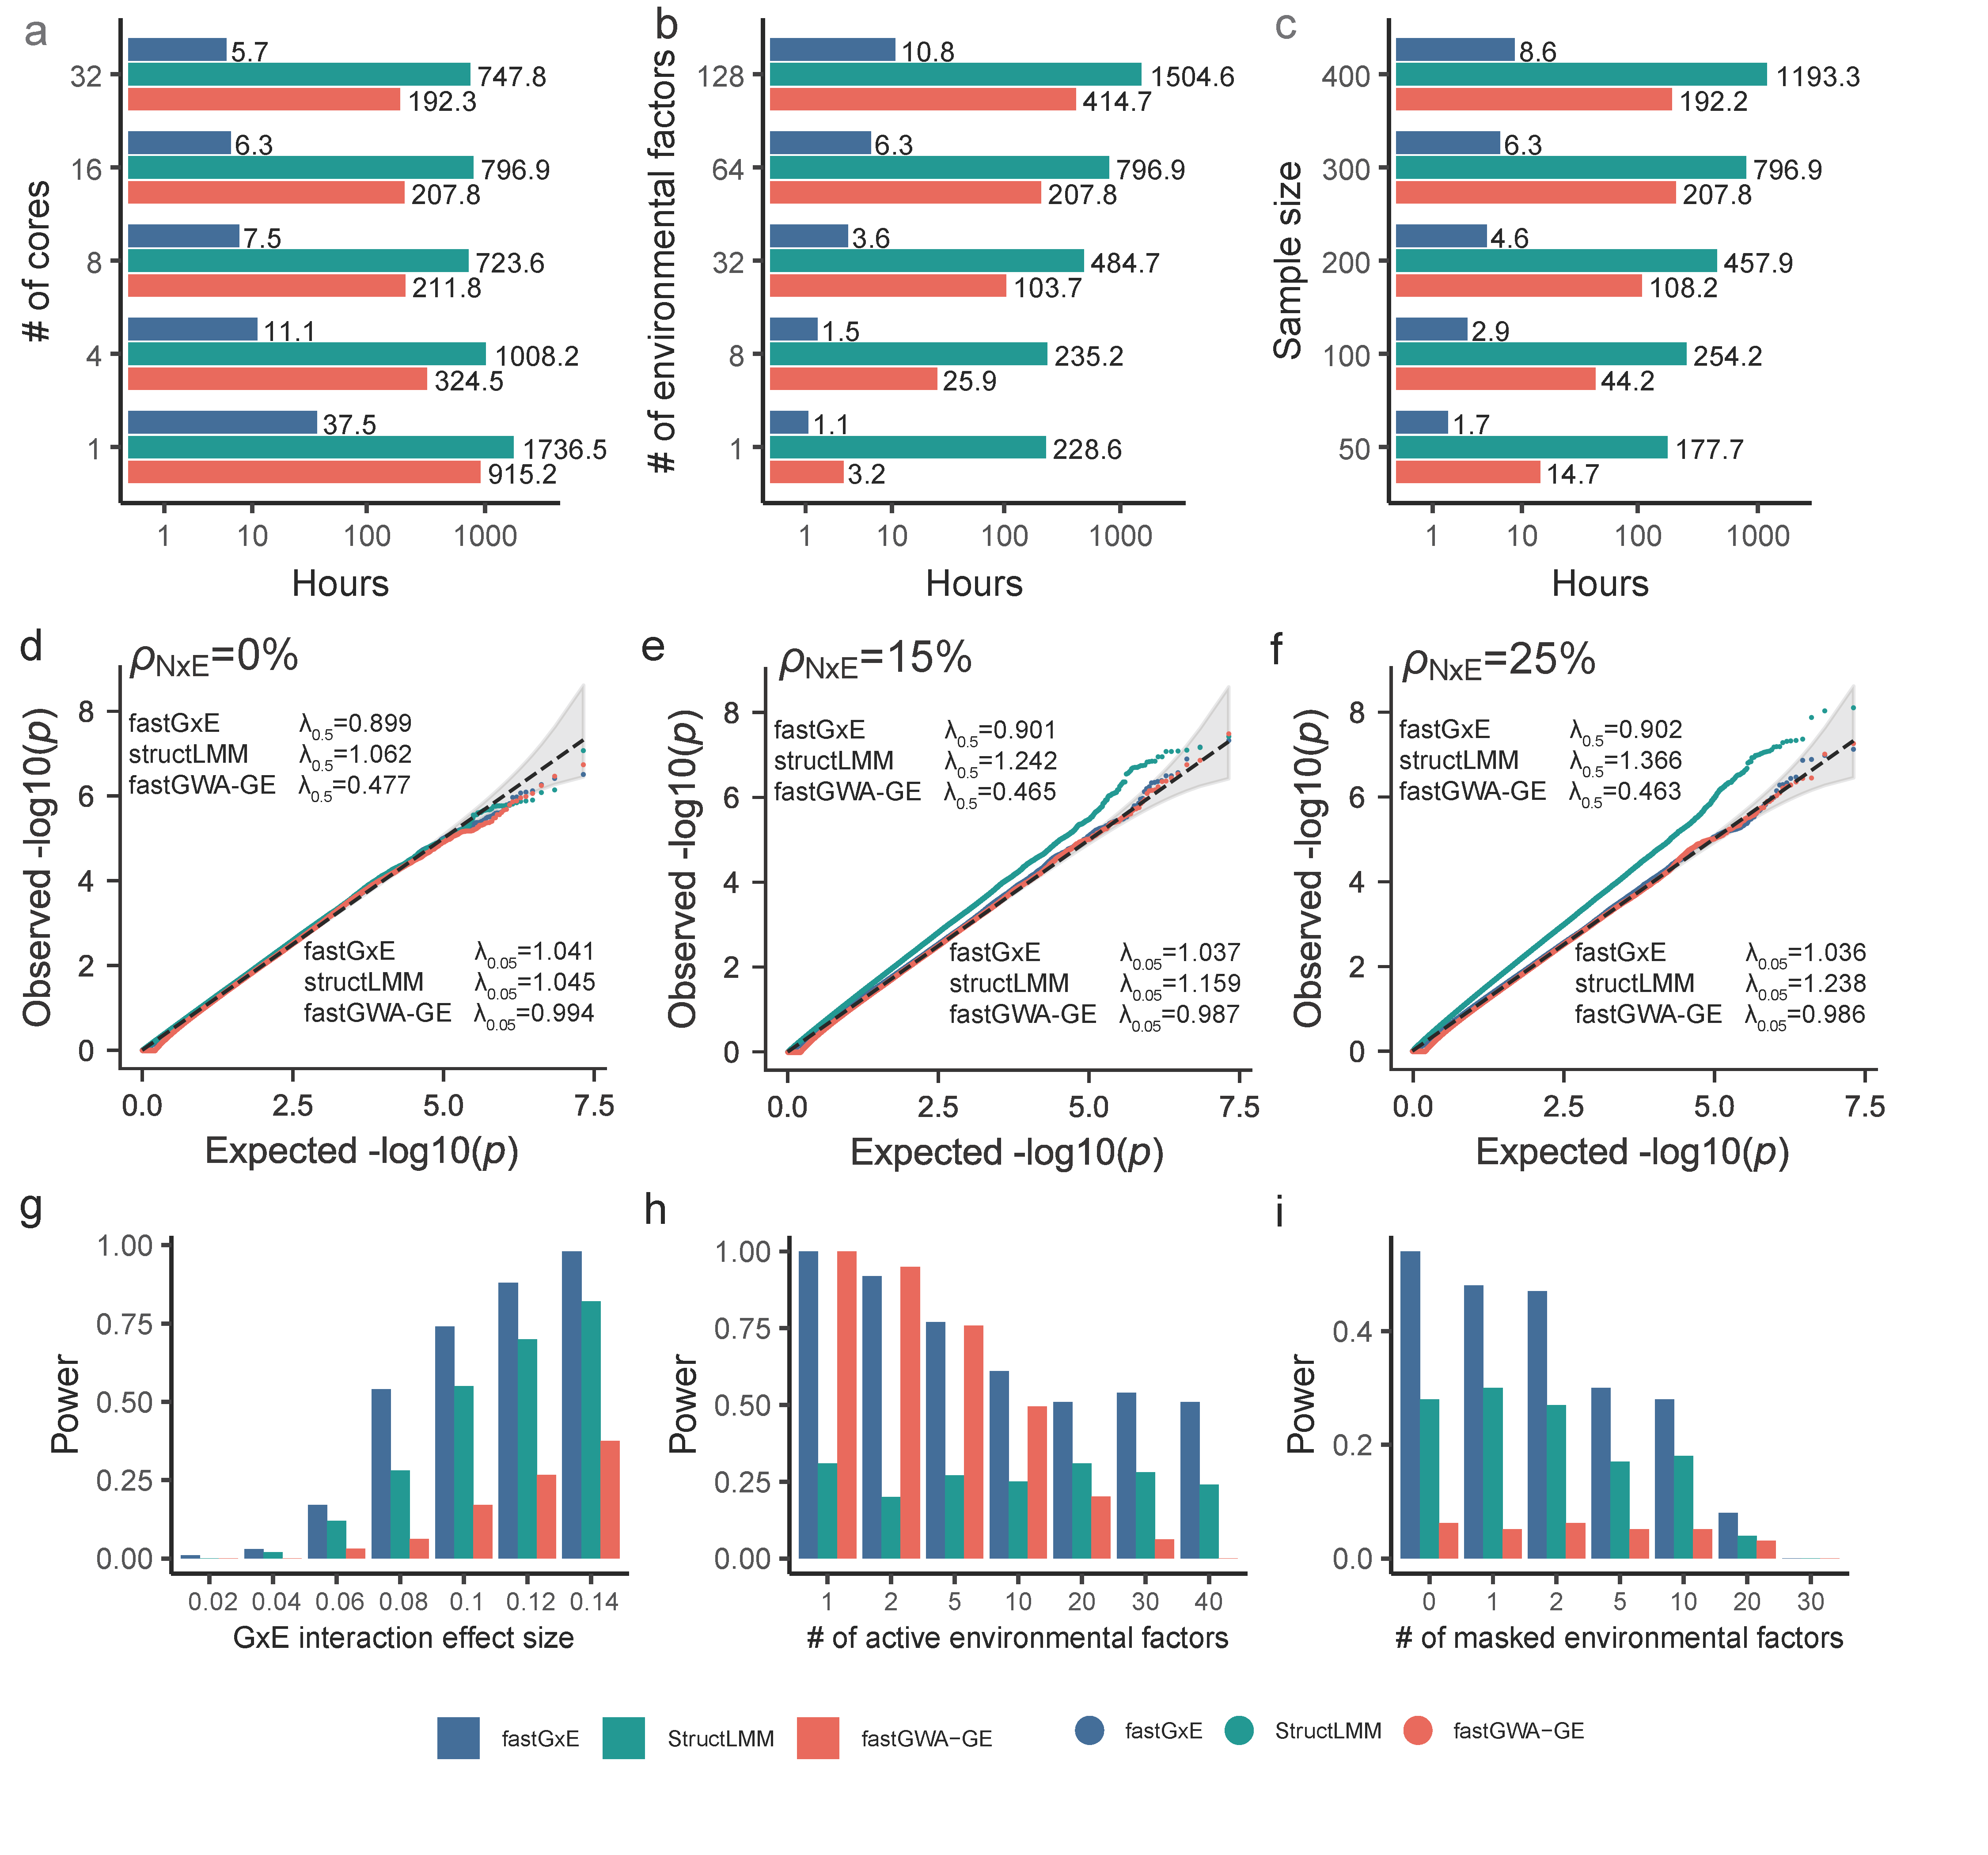 a
# of cores
32
16
8
4
1
5.7
747.8
192.3
6.3
796.9
207.8
7.5
723.6
211.8
11.1
1008.2
324.5
37.5
1736.5
915.2
1 10 100 1000
Hours
b
# of environmental factors
128
64
32
8
1
10.8
1504.6
414.7
6.3
796.9
207.8
3.6
484.7
103.7
1.5
235.2
25.9
1.1
228.6
3.2
1 10 100 1000
Hours
c
Sample size
400
300
200
100
50
8.6
1193.3
192.2
6.3
796.9
207.8
4.6
457.9
108.2
2.9
254.2
44.2
1.7
177.7
14.7
1 10 100 1000
Hours
d
ρNxE=0%
fastGxE λ0.5=0.899
structLMM λ0.5=1.062
fastGWA-GE λ0.5=0.477
fastGxE λ0.05=1.041
structLMM λ0.05=1.045
fastGWA-GE λ0.05=0.994
Observed -log10(p)
8
6
4
2
0
0.0 2.5 5.0 7.5
Expected -log10(p)
e
ρNxE=15%
fastGxE λ0.5=0.901
structLMM λ0.5=1.242
fastGWA-GE λ0.5=0.465
fastGxE λ0.05=1.037
structLMM λ0.05=1.159
fastGWA-GE λ0.05=0.987
Observed -log10(p)
8
6
4
2
0
0.0 2.5 5.0 7.5
Expected -log10(p)
f
ρNxE=25%
fastGxE λ0.5=0.902
structLMM λ0.5=1.366
fastGWA-GE λ0.5=0.463
fastGxE λ0.05=1.036
structLMM λ0.05=1.238
fastGWA-GE λ0.05=0.986
Observed -log10(p)
8
6
4
2
0
0.0 2.5 5.0 7.5
Expected -log10(p)
g
Power
1.00
0.75
0.50
0.25
0.00
0.02 0.04 0.06 0.08 0.1 0.12 0.14
GxE interaction effect size
h
Power
1.00
0.75
0.50
0.25
0.00
1 2 5 10 20 30 40
# of active environmental factors
i
Power
0.4
0.2
0.0
0 1 2 5 10 20 30
# of masked environmental factors
fastGxE StructLMM fastGWA−GE
fastGxE StructLMM fastGWA−GE